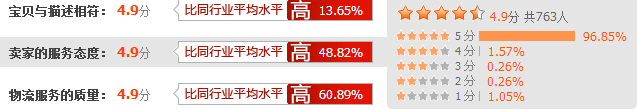 宝贝与描述相符： 4.9分 比同行业平均水平 高 13.65%
卖家的服务态度： 4.9分 比同行业平均水平 高 48.82%
物流服务的质量： 4.9分 比同行业平均水平 高 60.89%
4.9分 共763人
5分 96.85%
4分 1.57%
3分 0.26%
2分 0.26%
1分 1.05%